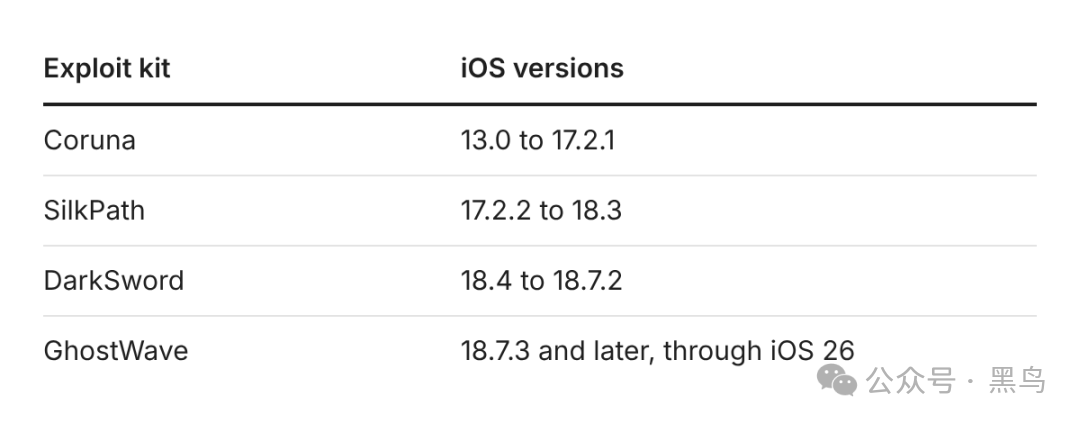 Exploit kit iOS versions
Coruna 13.0 to 17.2.1
SilkPath 17.2.2 to 18.3
DarkSword 18.4 to 18.7.2
GhostWave 18.7.3 and later, through iOS 26
公众号 · 黑鸟